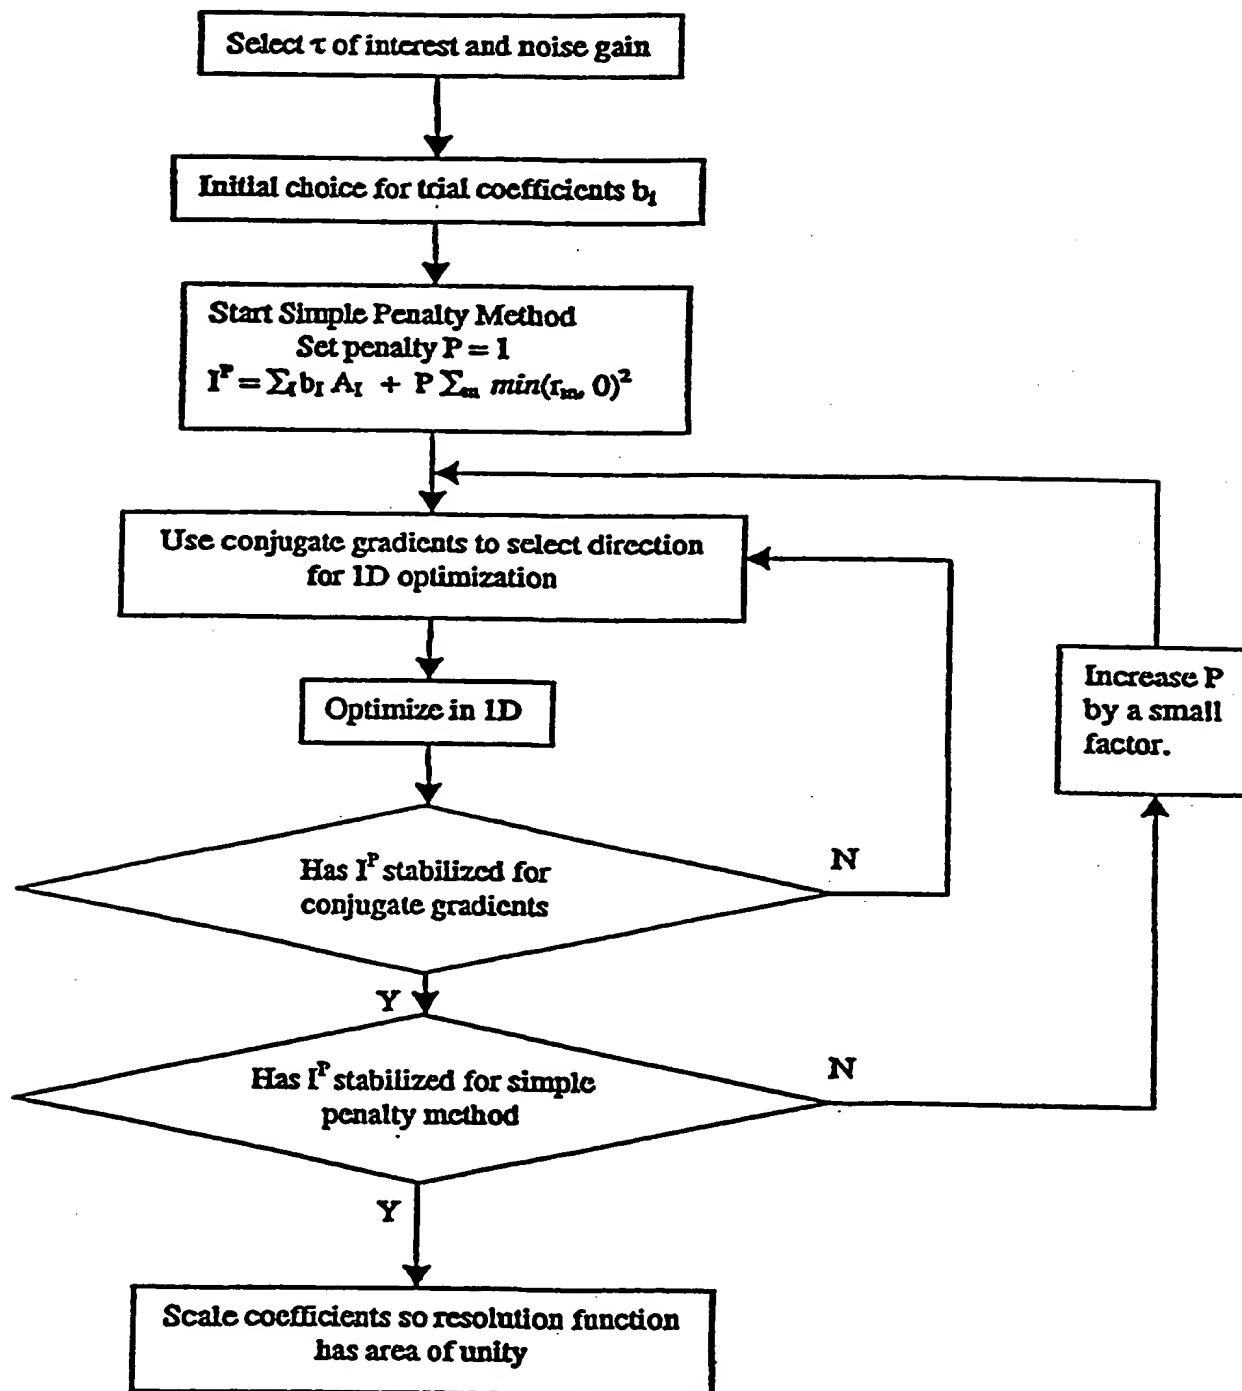 Select τ of interest and noise gain
Initial choice for trial coefficients b_I
Start Simple Penalty Method
Set penalty P = 1
I^P = Σ_I b_I A_I + P Σ_m min(r_m, 0)^2
Use conjugate gradients to select direction
for 1D optimization
Optimize in 1D
Increase P
by a small
factor.
Has I^P stabilized for
conjugate gradients
N
Y
Has I^P stabilized for simple
penalty method
N
Y
Scale coefficients so resolution function
has area of unity